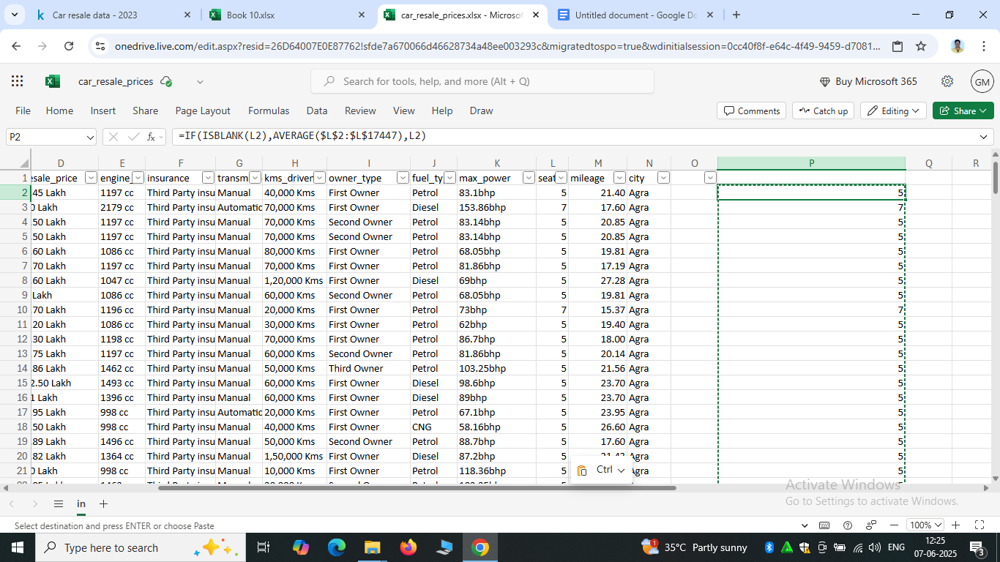 Car resale data - 2023
Book 10.xlsx
car_resale_prices.xlsx - Microsof
Untitled document - Google Do
onedrive.live.com/edit.aspx?resid=26D64007E0E87762!sfde7a670066d46628734a48ee003293c&migratedtospo=true&wdinitialsession=0cc40f8f-e64c-4f49-9459-d7081...
car_resale_prices
Search for tools, help, and more (Alt + Q)
Buy Microsoft 365
GM
File Home Insert Share Page Layout Formulas Data Review View Help Draw
Comments Catch up Editing Share
P2 fx =IF(ISBLANK(L2),AVERAGE($L$2:$L$17447),L2)
D E F G H I J K L M N O P Q R
1 esale_price engine_ insurance transm kms_driven owner_type fuel_ty max_power seat mileage city
2 .45 Lakh 1197 cc Third Party insu Manual 40,000 Kms First Owner Petrol 83.1bhp 5 21.40 Agra 5
3 0 Lakh 2179 cc Third Party insu Automatic 70,000 Kms First Owner Diesel 153.86bhp 7 17.60 Agra 7
4 .50 Lakh 1197 cc Third Party insu Manual 70,000 Kms Second Owner Petrol 83.14bhp 5 20.85 Agra 5
5 .50 Lakh 1197 cc Third Party insu Manual 70,000 Kms Second Owner Petrol 83.14bhp 5 20.85 Agra 5
6 .60 Lakh 1086 cc Third Party insu Manual 80,000 Kms First Owner Petrol 68.05bhp 5 19.81 Agra 5
7 .70 Lakh 1197 cc Third Party insu Manual 70,000 Kms First Owner Petrol 81.86bhp 5 17.19 Agra 5
8 .60 Lakh 1047 cc Third Party insu Manual 1,20,000 Kms First Owner Diesel 69bhp 5 27.28 Agra 5
9 Lakh 1086 cc Third Party insu Manual 60,000 Kms Second Owner Petrol 68.05bhp 5 19.81 Agra 5
10 .70 Lakh 1196 cc Third Party insu Manual 20,000 Kms First Owner Petrol 73bhp 7 15.37 Agra 7
11 .20 Lakh 1086 cc Third Party insu Manual 30,000 Kms First Owner Petrol 62bhp 5 19.40 Agra 5
12 .30 Lakh 1198 cc Third Party insu Manual 70,000 Kms First Owner Petrol 86.7bhp 5 18.00 Agra 5
13 .75 Lakh 1197 cc Third Party insu Manual 60,000 Kms Second Owner Petrol 81.86bhp 5 20.14 Agra 5
14 .86 Lakh 1462 cc Third Party insu Manual 50,000 Kms Third Owner Petrol 103.25bhp 5 21.56 Agra 5
15 2.50 Lakh 1493 cc Third Party insu Manual 60,000 Kms First Owner Diesel 98.6bhp 5 23.70 Agra 5
16 1 Lakh 1396 cc Third Party insu Manual 60,000 Kms First Owner Diesel 89bhp 5 23.70 Agra 5
17 .95 Lakh 998 cc Third Party insu Automatic 20,000 Kms First Owner Petrol 67.1bhp 5 23.95 Agra 5
18 .50 Lakh 998 cc Third Party insu Manual 40,000 Kms First Owner CNG 58.16bhp 5 26.60 Agra 5
19 .89 Lakh 1496 cc Third Party insu Manual 50,000 Kms Second Owner Petrol 88.7bhp 5 17.60 Agra 5
20 .82 Lakh 1364 cc Third Party insu Manual 1,50,000 Kms First Owner Diesel 87.2bhp 5 Agra 5
21 0 Lakh 998 cc Third Party insu Manual 10,000 Kms First Owner Petrol 118.36bhp 5 Agra 5
Ctrl
Activate Windows
Go to Settings to activate Windows.
in
Select destination and press ENTER or choose Paste
100%
Type here to search
1
35°C Partly sunny
ENG
12:25
07-06-2025
3